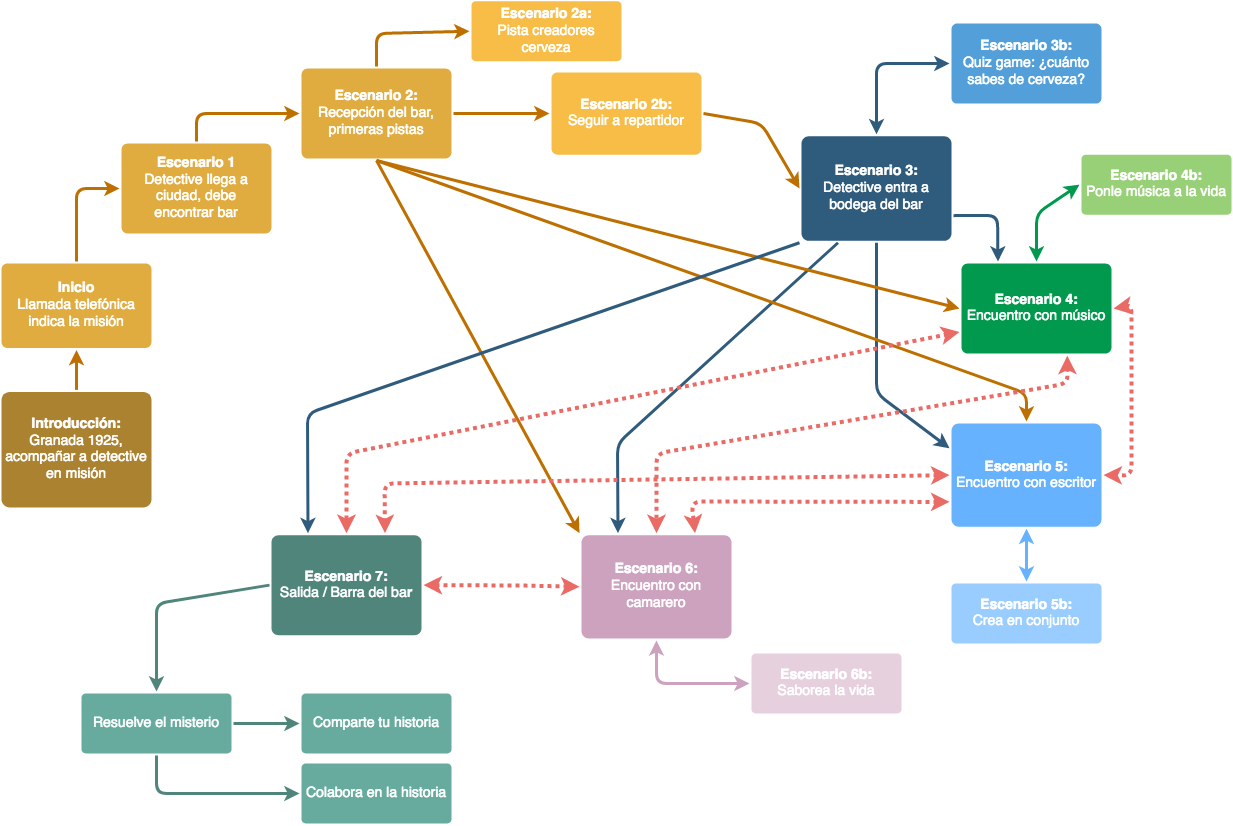 Escenario 2a:
Pista creadores
cerveza
Escenario 3b:
Quiz game: ¿cuánto
sabes de cerveza?
Escenario 2:
Recepción del bar,
primeras pistas
Escenario 2b:
Seguir a repartidor
Escenario 1
Detective llega a
ciudad, debe
encontrar bar
Escenario 3:
Detective entra a
bodega del bar
Escenario 4b:
Ponle música a la vida
Inicio
Llamada telefónica
indica la misión
Escenario 4:
Encuentro con músico
Introducción:
Granada 1925,
acompañar a detective
en misión
Escenario 5:
Encuentro con escritor
Escenario 7:
Salida / Barra del bar
Escenario 6:
Encuentro con
camarero
Escenario 5b:
Crea en conjunto
Escenario 6b:
Saborea la vida
Resuelve el misterio
Comparte tu historia
Colabora en la historia